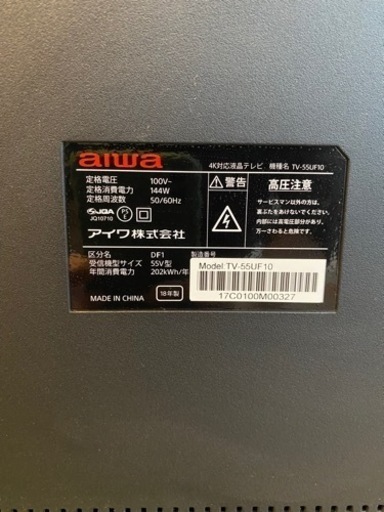 aiwa
4K対応液晶テレビ 機種名 TV-55UF10
定格電圧 100V~
定格消費電力 144W
定格周波数 50/60Hz
JQA
JQ10710
アイワ株式会社
警告
高圧注意
サービスマン以外の方は、
裏ぶたをあけないでください。
内部には高電圧部分があり、
万一さわると危険です。
区分名 DF1
受信機型サイズ 55V型
年間消費電力 202kWh/年
製造番号
Model:TV-55UF10
17C0100M00327
MADE IN CHINA
18年製